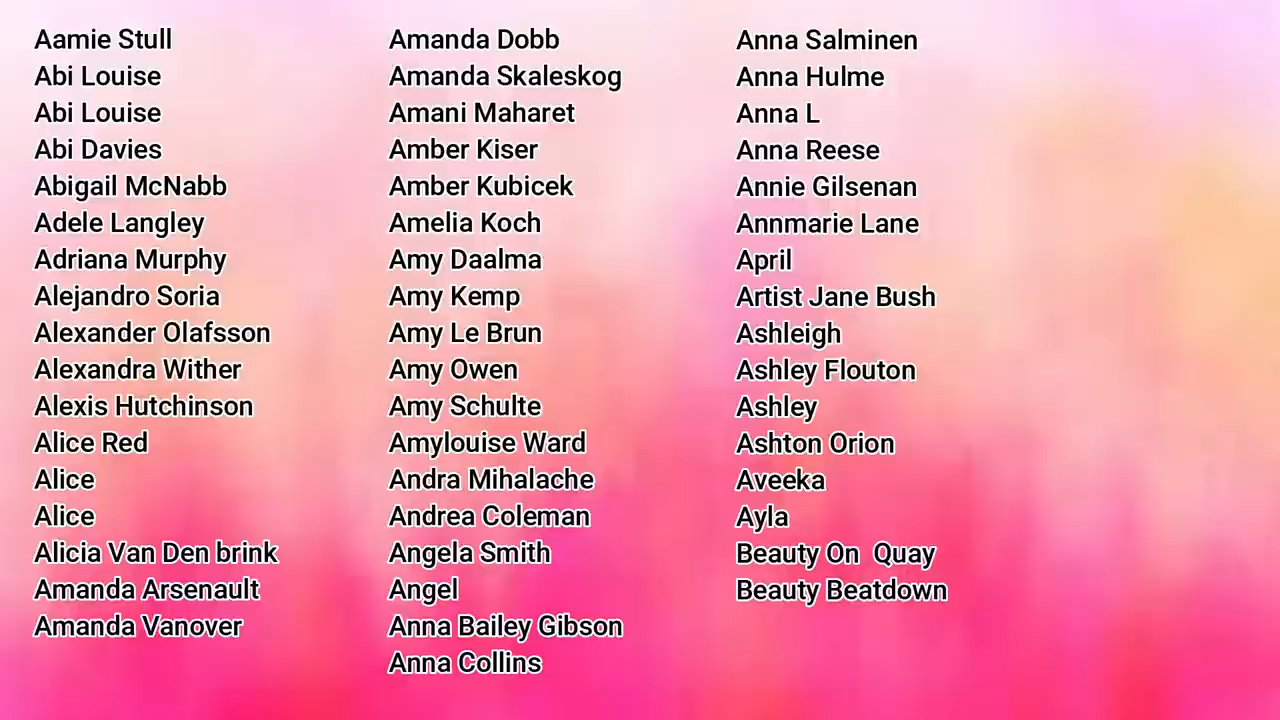 Aamie Stull
Abi Louise
Abi Louise
Abi Davies
Abigail McNabb
Adele Langley
Adriana Murphy
Alejandro Soria
Alexander Olafsson
Alexandra Wither
Alexis Hutchinson
Alice Red
Alice
Alice
Alicia Van Den brink
Amanda Arsenault
Amanda Vanover
Amanda Dobb
Amanda Skaleskog
Amani Maharet
Amber Kiser
Amber Kubicek
Amelia Koch
Amy Daalma
Amy Kemp
Amy Le Brun
Amy Owen
Amy Schulte
Amylouise Ward
Andra Mihalache
Andrea Coleman
Angela Smith
Angel
Anna Bailey Gibson
Anna Collins
Anna Salminen
Anna Hulme
Anna L
Anna Reese
Annie Gilsenan
Annmarie Lane
April
Artist Jane Bush
Ashleigh
Ashley Flouton
Ashley
Ashton Orion
Aveeka
Ayla
Beauty On  Quay
Beauty Beatdown